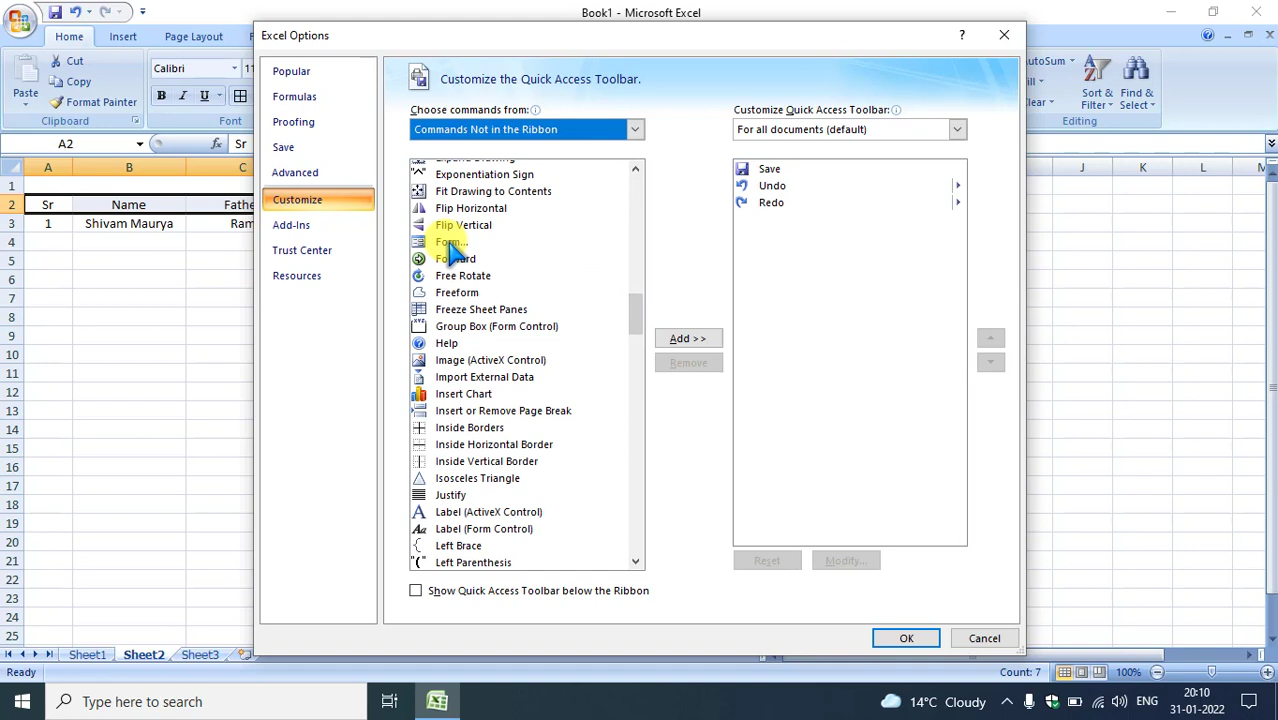 Book1 - Microsoft Excel
Home Insert Page Layout
Paste
Cut
Copy
Format Painter
Clipboard
Calibri 11
B I U
Font
AutoSum
Sort & Filter
Find & Select
Editing
A2 fx Sr
A B C J K L M
1
2 Sr Name
3 1 Shivam Maurya Ram
4
5
6
7
8
9
10
11
12
13
14
15
16
17
18
19
20
21
22
23
24
25
Excel Options
Popular
Formulas
Proofing
Save
Advanced
Customize
Add-Ins
Trust Center
Resources
Customize the Quick Access Toolbar.
Choose commands from:
Commands Not in the Ribbon
Exponentiation Sign
Fit Drawing to Contents
Flip Horizontal
Flip Vertical
Form...
Forward
Free Rotate
Freeform
Freeze Sheet Panes
Group Box (Form Control)
Help
Image (ActiveX Control)
Import External Data
Insert Chart
Insert or Remove Page Break
Inside Borders
Inside Horizontal Border
Inside Vertical Border
Isosceles Triangle
Justify
Label (ActiveX Control)
Label (Form Control)
Left Brace
Left Parenthesis
Show Quick Access Toolbar below the Ribbon
Add >>
Remove
Customize Quick Access Toolbar:
For all documents (default)
Save
Undo
Redo
Reset Modify...
OK Cancel
Sheet1 Sheet2 Sheet3
Ready Count: 7 100%
Type here to search
14°C Cloudy ENG
20:10
31-01-2022